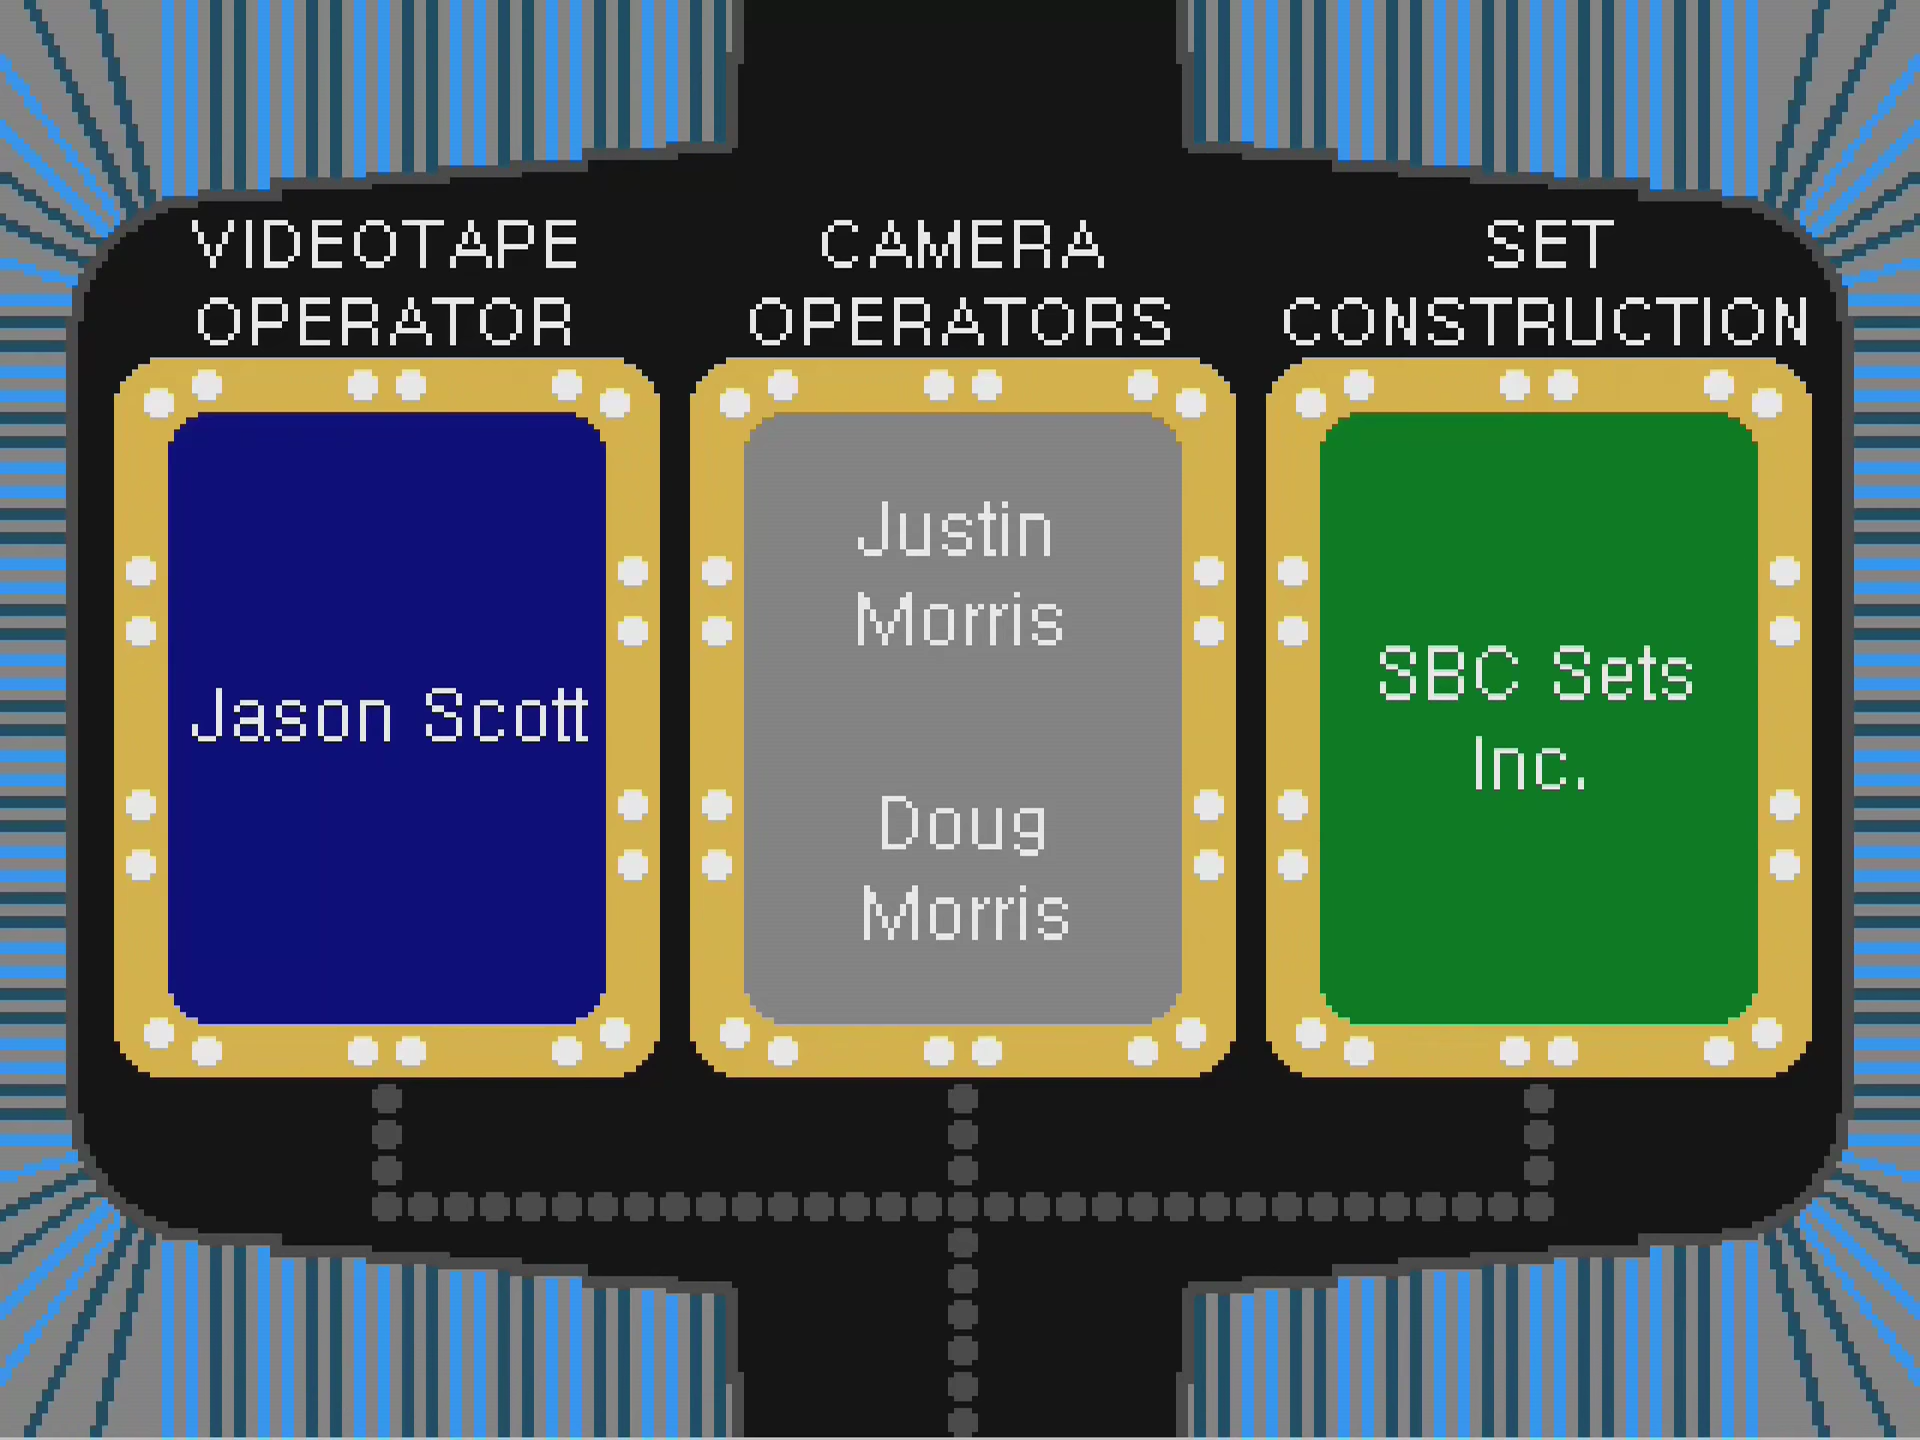 VIDEOTAPE
OPERATOR
Jason Scott
CAMERA
OPERATORS
Justin
Morris
Doug
Morris
SET
CONSTRUCTION
SBC Sets
Inc.